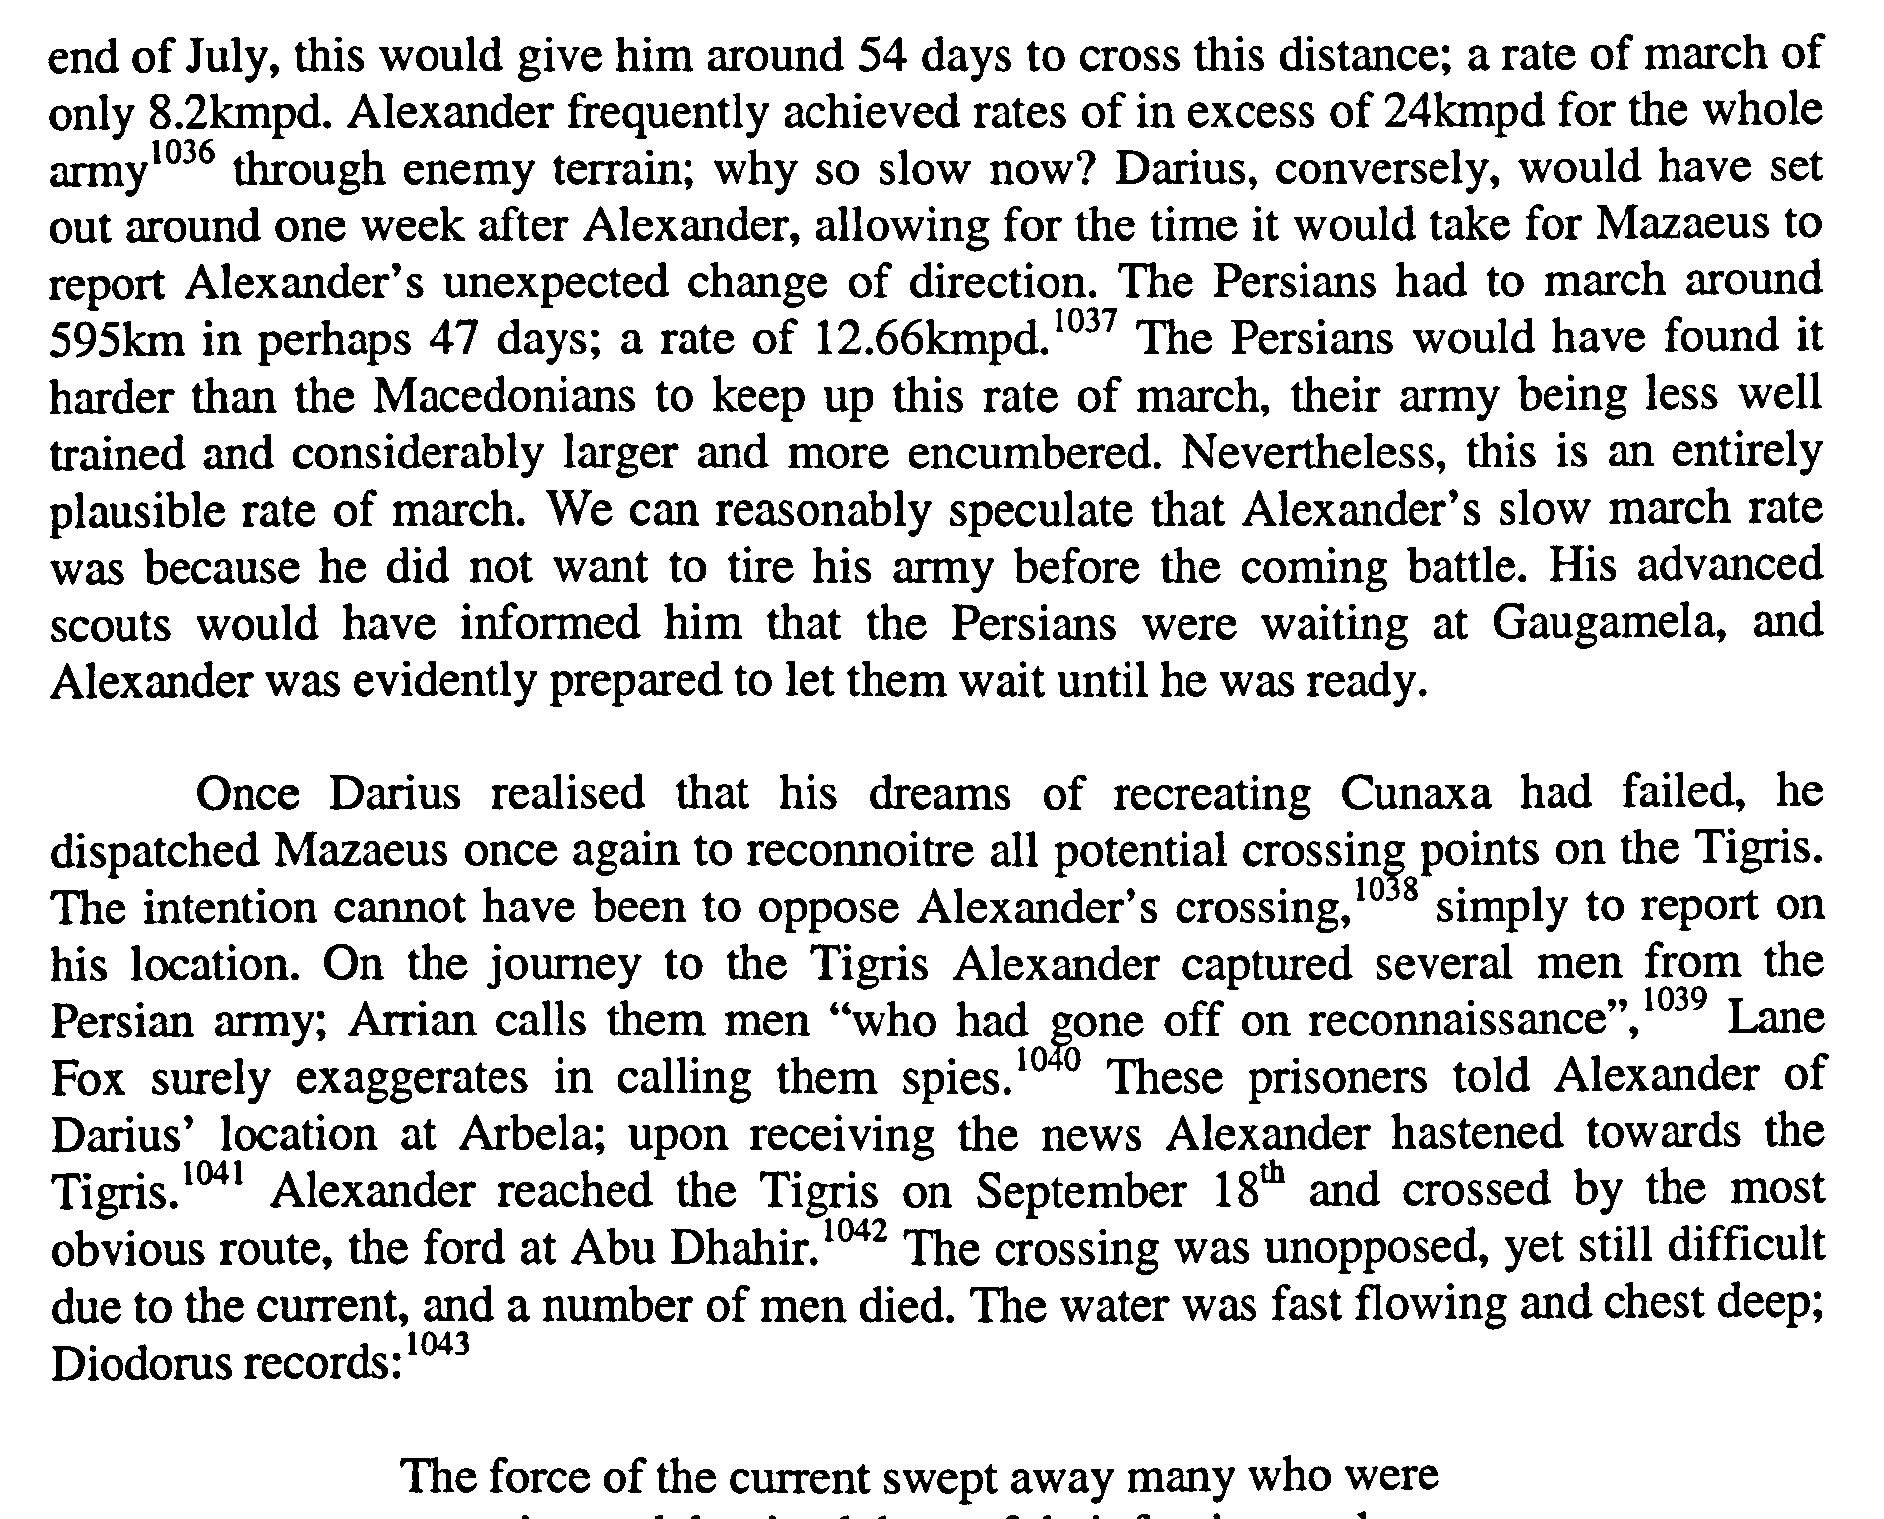 end of July, this would give him around 54 days to cross this distance; a rate of march of
only 8.2kmpd. Alexander frequently achieved rates of in excess of 24kmpd for the whole
army1036 through enemy terrain; why so slow now? Darius, conversely, would have set
out around one week after Alexander, allowing for the time it would take for Mazaeus to
report Alexander's unexpected change of direction. The Persians had to march around
595km in perhaps 47 days; a rate of 12.66kmpd.1037 The Persians would have found it
harder than the Macedonians to keep up this rate of march, their army being less well
trained and considerably larger and more encumbered. Nevertheless, this is an entirely
plausible rate of march. We can reasonably speculate that Alexander's slow march rate
was because he did not want to tire his army before the coming battle. His advanced
scouts would have informed him that the Persians were waiting at Gaugamela, and
Alexander was evidently prepared to let them wait until he was ready.
Once Darius realised that his dreams of recreating Cunaxa had failed, he
dispatched Mazaeus once again to reconnoitre all potential crossing points on the Tigris.
The intention cannot have been to oppose Alexander's crossing,1038 simply to report on
his location. On the journey to the Tigris Alexander captured several men from the
Persian army; Arrian calls them men "who had gone off on reconnaissance",1039 Lane
Fox surely exaggerates in calling them spies.1040 These prisoners told Alexander of
Darius' location at Arbela; upon receiving the news Alexander hastened towards the
Tigris.1041 Alexander reached the Tigris on September 18th and crossed by the most
obvious route, the ford at Abu Dhahir.1042 The crossing was unopposed, yet still difficult
due to the current, and a number of men died. The water was fast flowing and chest deep;
Diodorus records:1043
The force of the current swept away many who were